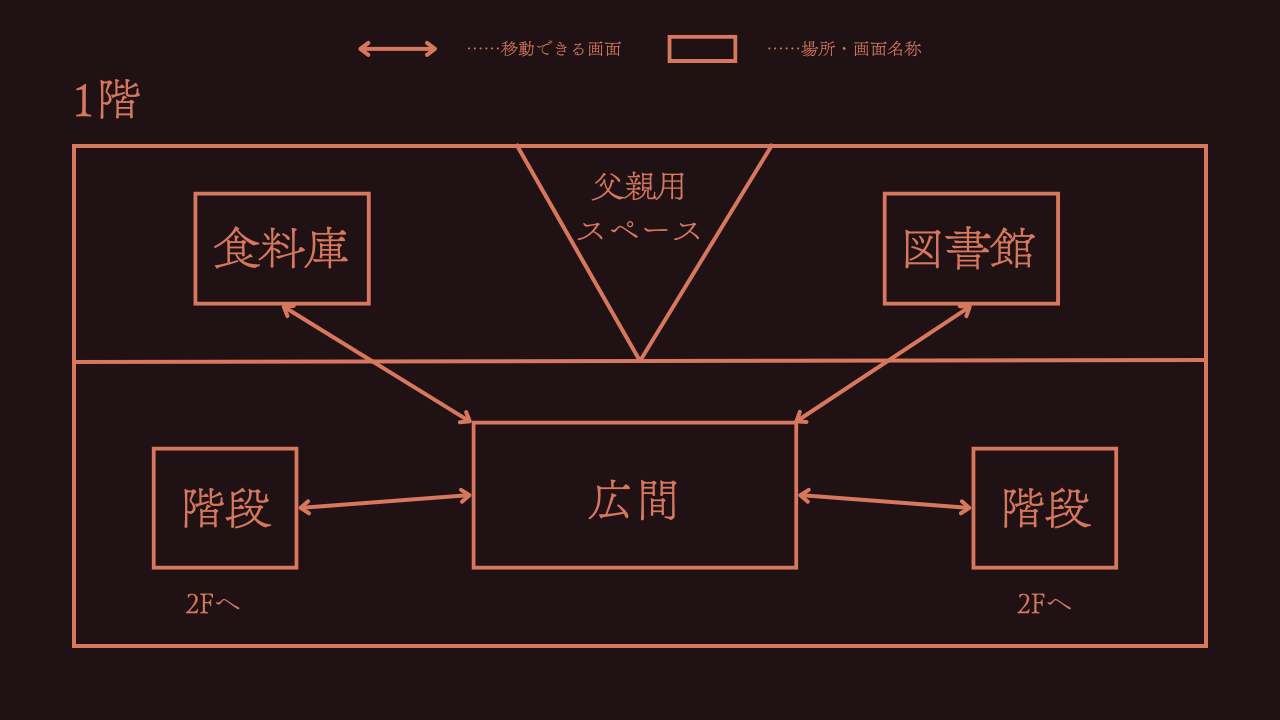 ……移動できる画面
……場所・画面名称
1階
父親用
スペース
食料庫
図書館
広間
階段
階段
2Fへ
2Fへ